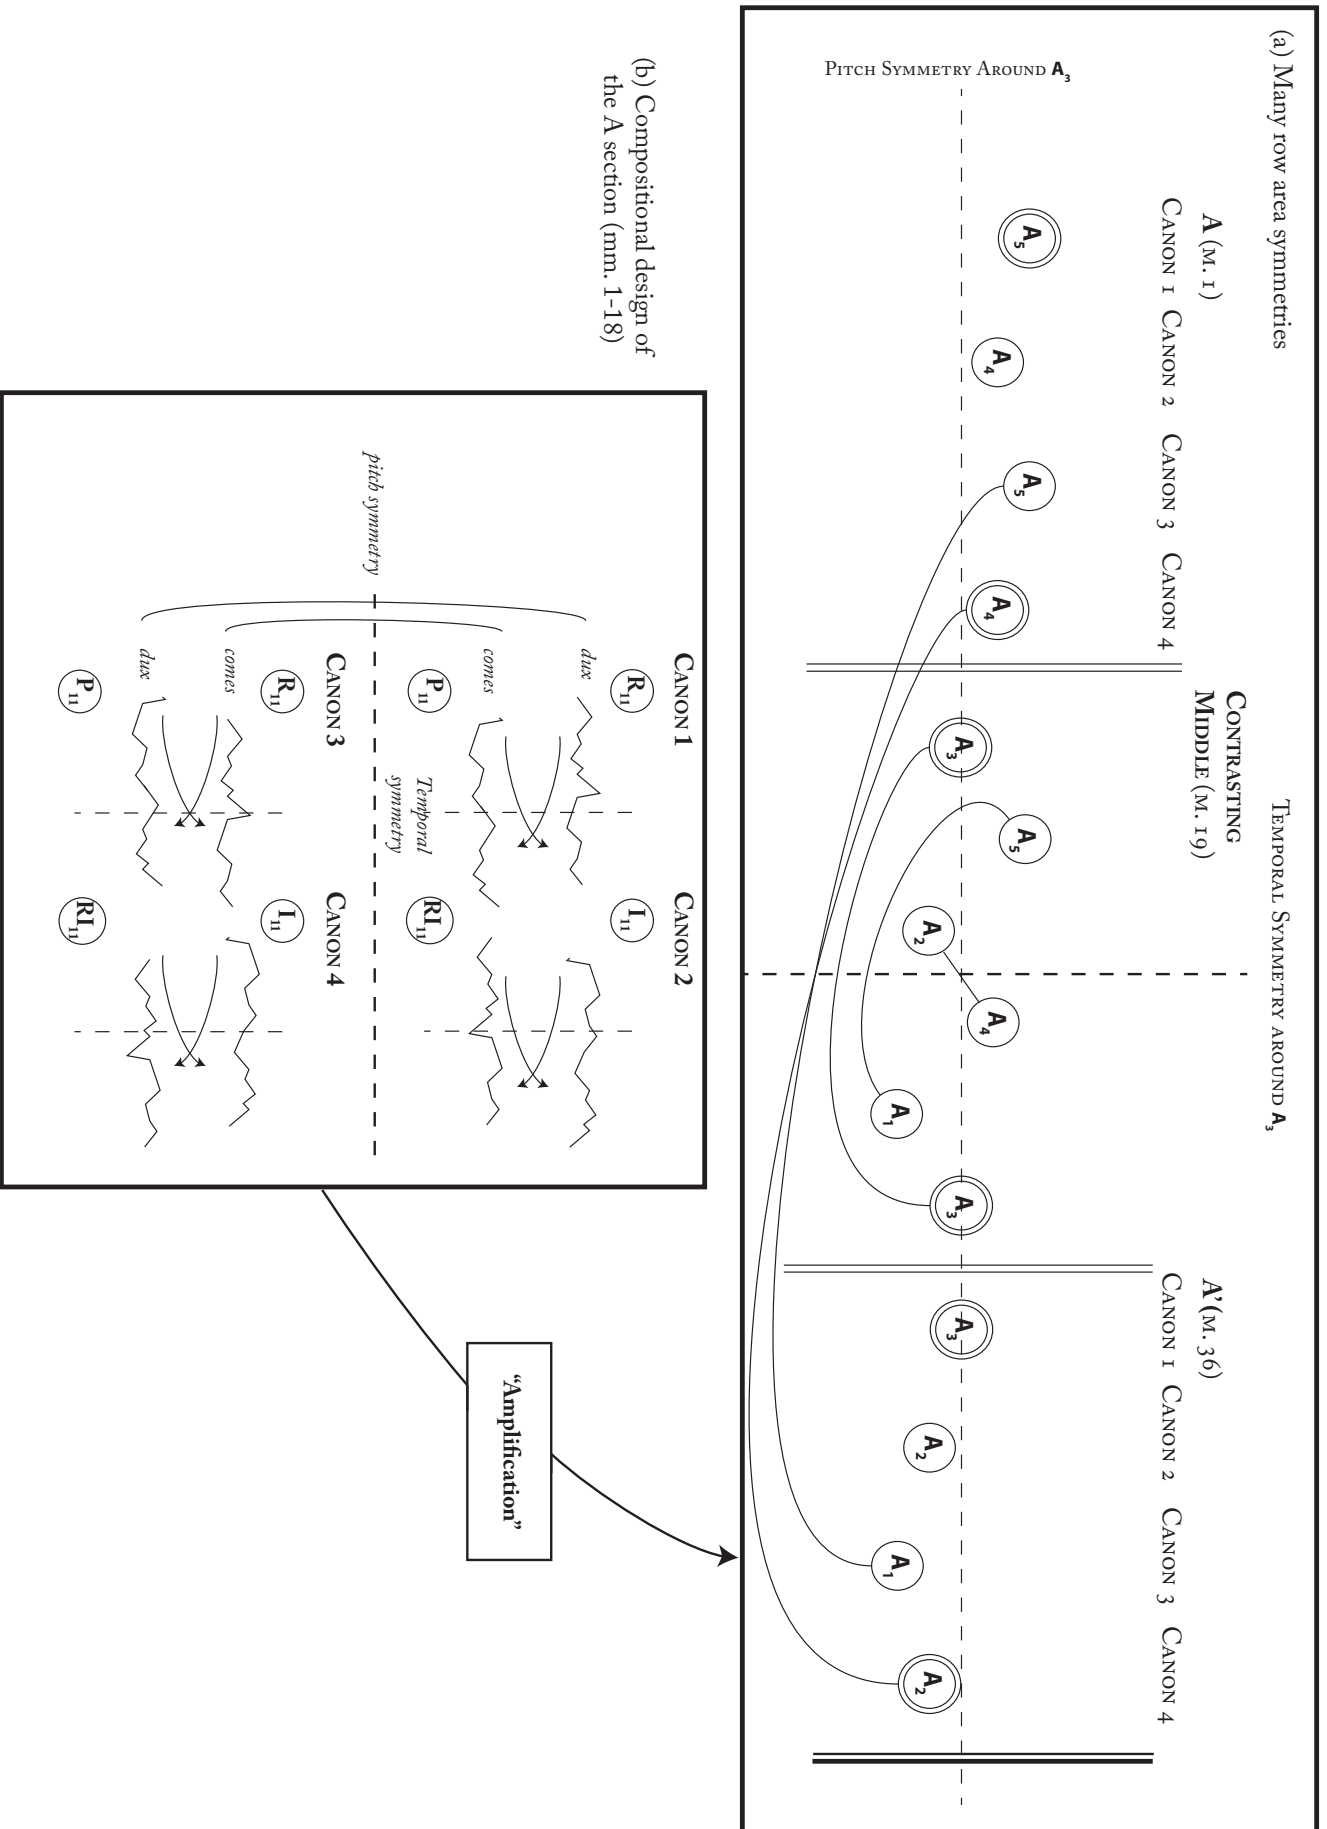 (a) Many row area symmetries
Temporal Symmetry around A3
A (m. 1)
Contrasting
Middle (m. 19)
A’ (m. 36)
Canon 1 Canon 2 Canon 3 Canon 4
Canon 1 Canon 2 Canon 3 Canon 4
Pitch Symmetry Around A3
A5 A4 A5 A4 A3 A5 A2 A4 A1 A3 A3 A2 A1 A2
(b) Compositional design of
the A section (mm. 1-18)
Canon 1
Canon 2
R11
I11
dux
comes
P11
RI11
Temporal
symmetry
pitch symmetry
Canon 3
Canon 4
R11
I11
comes
dux
P11
RI11
“Amplification”